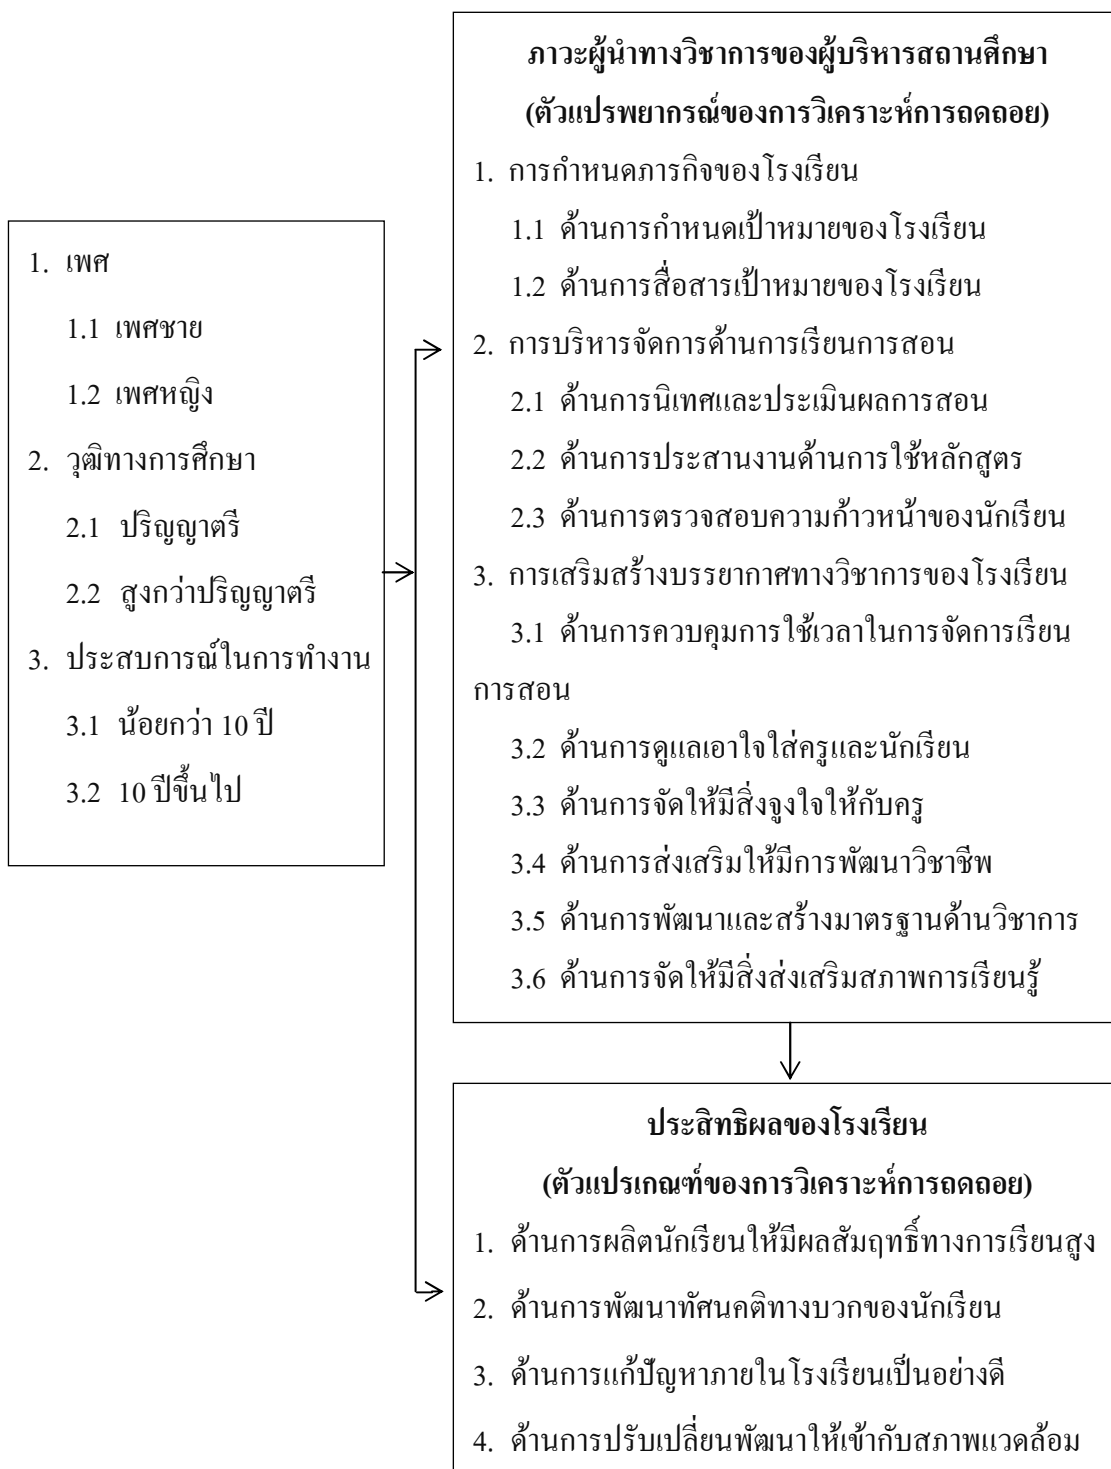 ภาวะผู้นำทางวิชาการของผู้บริหารสถานศึกษา
(ตัวแปรพยากรณ์ของการวิเคราะห์การถดถอย)
1. การกำหนดภารกิจของโรงเรียน
1.1 ด้านการกำหนดเป้าหมายของโรงเรียน
1.2 ด้านการสื่อสารเป้าหมายของโรงเรียน
2. การบริหารจัดการด้านการเรียนการสอน
2.1 ด้านการนิเทศและประเมินผลการสอน
2.2 ด้านการประสานงานด้านการใช้หลักสูตร
2.3 ด้านการตรวจสอบความก้าวหน้าของนักเรียน
3. การเสริมสร้างบรรยากาศทางวิชาการของโรงเรียน
3.1 ด้านการควบคุมการใช้เวลาในการจัดการเรียน
การสอน
3.2 ด้านการดูแลเอาใจใส่ครูและนักเรียน
3.3 ด้านการจัดให้มีสิ่งจูงใจให้กับครู
3.4 ด้านการส่งเสริมให้มีการพัฒนาวิชาชีพ
3.5 ด้านการพัฒนาและสร้างมาตรฐานด้านวิชาการ
3.6 ด้านการจัดให้มีสิ่งส่งเสริมสภาพการเรียนรู้
1. เพศ
1.1 เพศชาย
1.2 เพศหญิง
2. วุฒิทางการศึกษา
2.1 ปริญญาตรี
2.2 สูงกว่าปริญญาตรี
3. ประสบการณ์ในการทำงาน
3.1 น้อยกว่า 10 ปี
3.2 10 ปีขึ้นไป
ประสิทธิผลของโรงเรียน
(ตัวแปรเกณฑ์ของการวิเคราะห์การถดถอย)
1. ด้านการผลิตนักเรียนให้มีผลสัมฤทธิ์ทางการเรียนสูง
2. ด้านการพัฒนาทัศนคติทางบวกของนักเรียน
3. ด้านการแก้ปัญหาภายในโรงเรียนเป็นอย่างดี
4. ด้านการปรับเปลี่ยนพัฒนาให้เข้ากับสภาพแวดล้อม